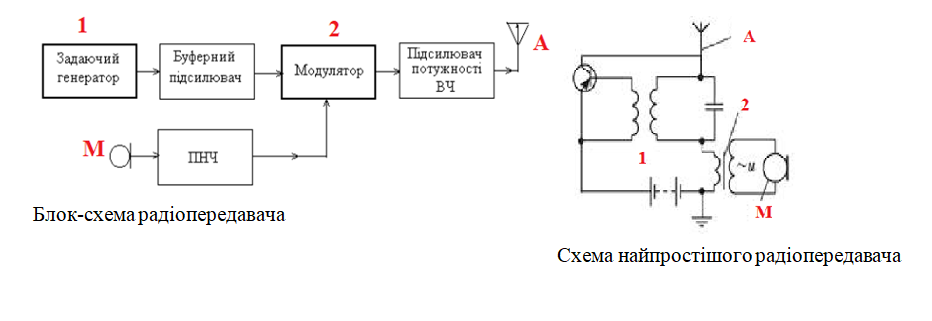 1
2
А
Задаючий
генератор
Буферний
підсилювач
Модулятор
Підсилювач
потужності
ВЧ
М
ПНЧ
Блок-схема радіопередавача
А
2
1
~u
М
Схема найпростішого радіопередавача